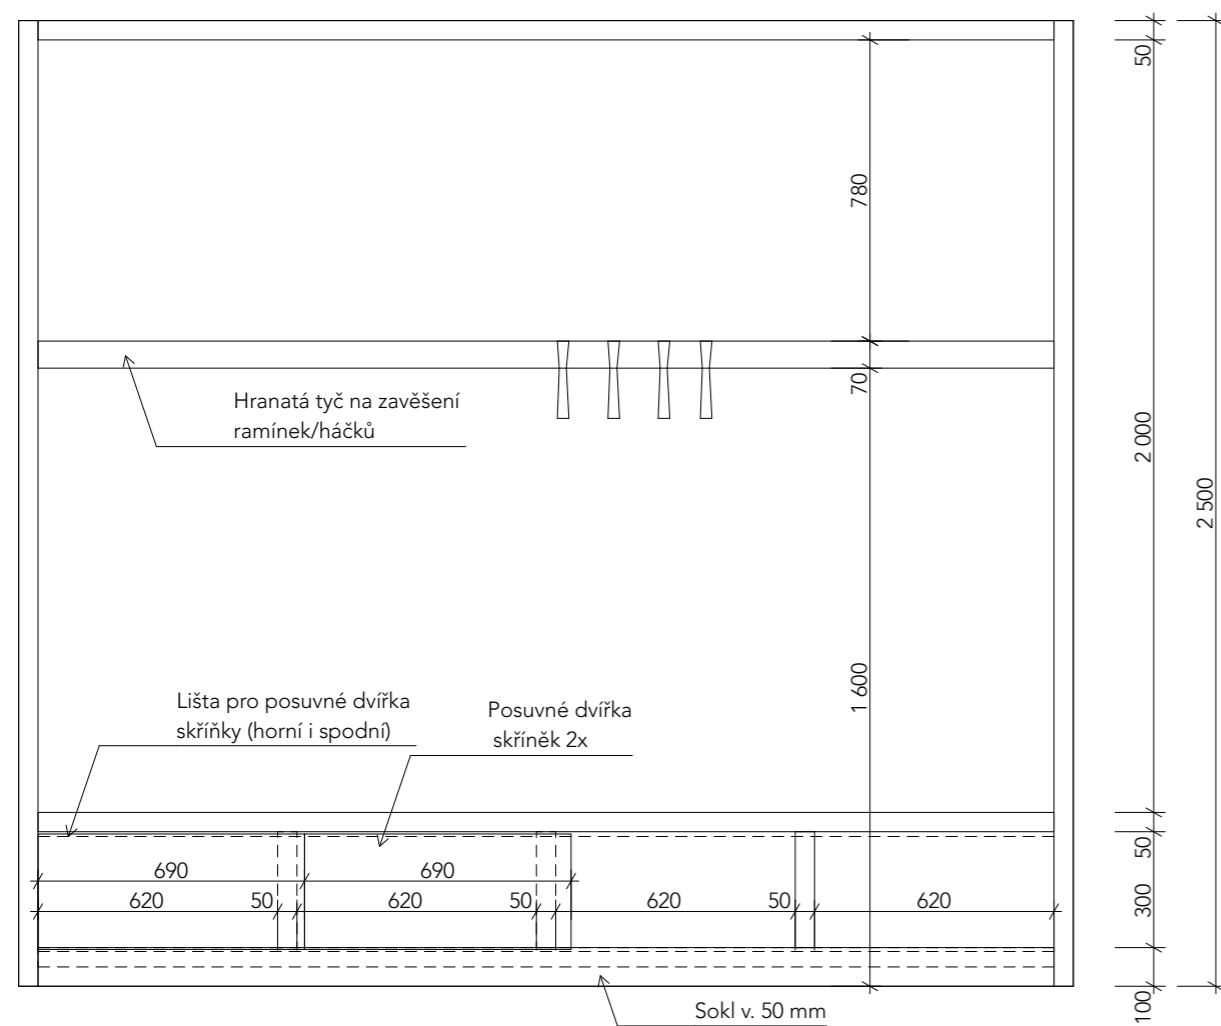 50
780
Hranatá tyč na zavěšení
ramínek/háčků
70
2 000
2 500
1 600
Lišta pro posuvné dvířka
skříňky (horní i spodní)
Posuvné dvířka
skříněk 2x
690
690
50
620
50
620
50
620
50
620
300
Sokl v. 50 mm
100